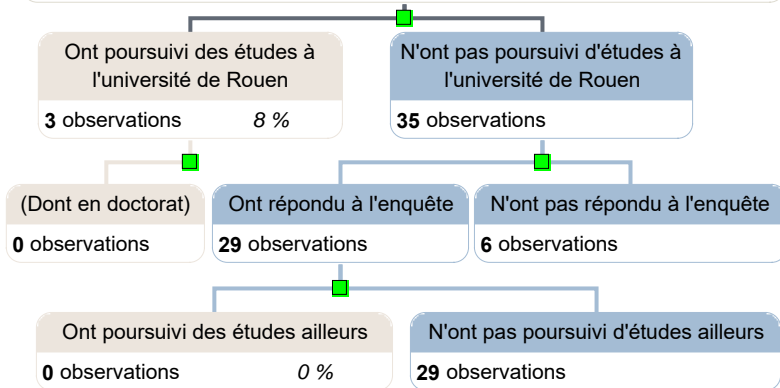 Ont poursuivi des études à
l'université de Rouen
3 observations 8 %
N'ont pas poursuivi d'études à
l'université de Rouen
35 observations
(Dont en doctorat)
0 observations
Ont répondu à l'enquête
29 observations
N'ont pas répondu à l'enquête
6 observations
Ont poursuivi des études ailleurs
0 observations 0 %
N'ont pas poursuivi d'études ailleurs
29 observations